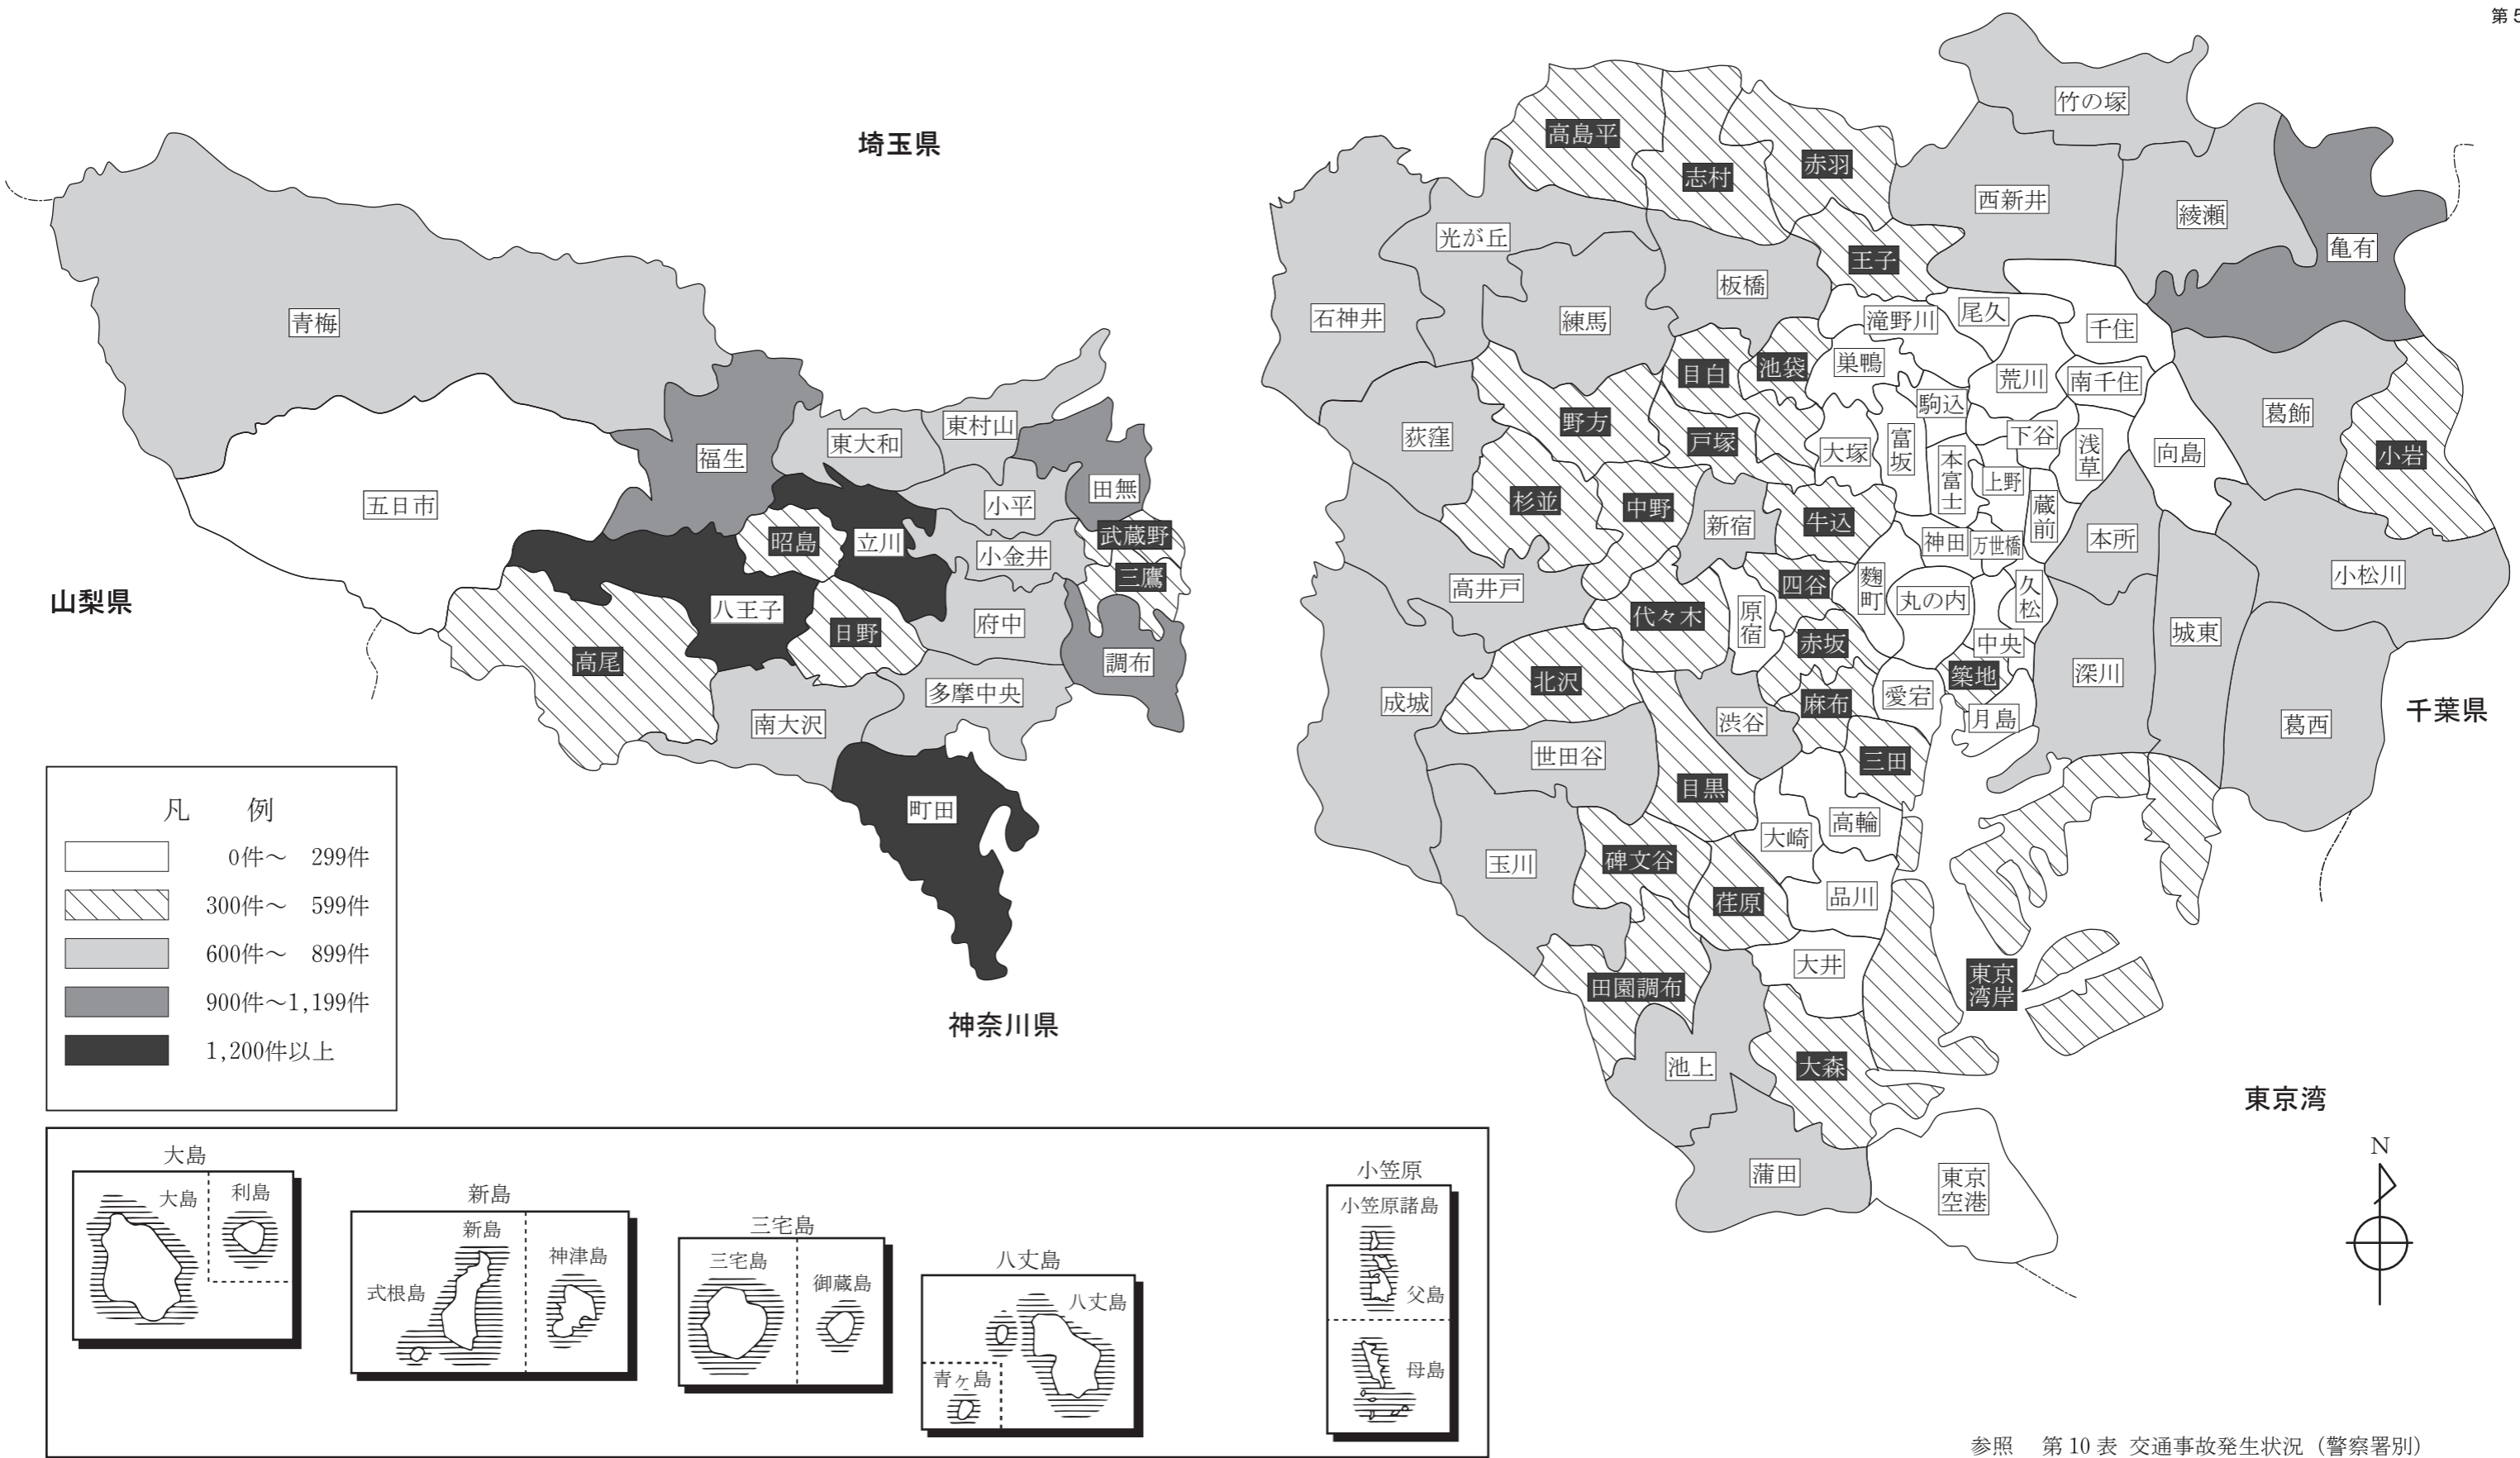 第5
埼玉県
山梨県
神奈川県
千葉県
東京湾
青梅
五日市
福生
東大和
東村山
田無
小平
武蔵野
昭島
立川
小金井
三鷹
八王子
日野
府中
調布
高尾
多摩中央
南大沢
町田
竹の塚
高島平
志村
赤羽
西新井
綾瀬
亀有
光が丘
王子
板橋
石神井
練馬
滝野川
尾久
千住
目白
池袋
巣鴨
荒川
南千住
駒込
葛飾
荻窪
野方
戸塚
大塚
富坂
本富士
下谷
浅草
向島
小岩
上野
蔵前
杉並
中野
新宿
牛込
神田
万世橋
本所
小松川
高井戸
四谷
麴町
丸の内
久松
代々木
原宿
赤坂
中央
城東
北沢
築地
深川
成城
麻布
愛宕
月島
渋谷
葛西
世田谷
三田
目黒
大崎
高輪
玉川
碑文谷
荏原
品川
田園調布
大井
東京
湾岸
池上
大森
蒲田
東京
空港
凡 例
0件～ 299件
300件～ 599件
600件～ 899件
900件～1,199件
1,200件以上
大島
大島
利島
新島
新島
式根島
神津島
三宅島
三宅島
御蔵島
八丈島
八丈島
青ヶ島
小笠原
小笠原諸島
父島
母島
N
参照 第10表 交通事故発生状況（警察署別）